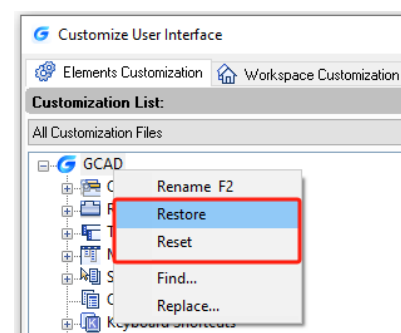 Customize User Interface
Elements Customization
Workspace Customization
Customization List:
All Customization Files
GCAD
Rename F2
Restore
Reset
Find...
Replace...
Keyboard Shortcuts